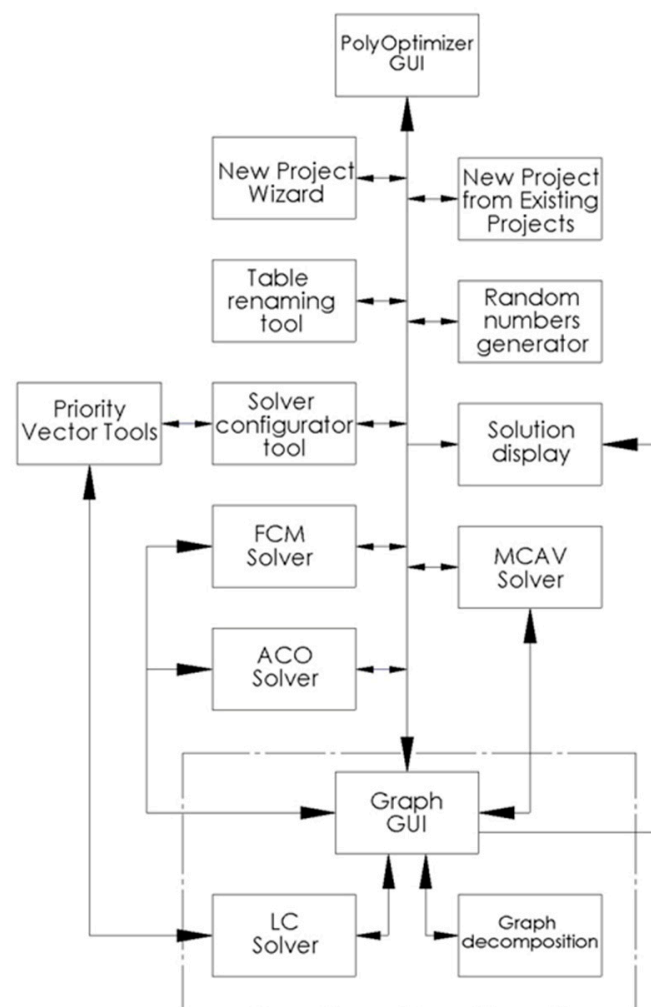 PolyOptimizer
GUI
New Project
Wizard
New Project
from Existing
Projects
Table
renaming
tool
Random
numbers
generator
Priority
Vector Tools
Solver
configurator
tool
Solution
display
FCM
Solver
MCAV
Solver
ACO
Solver
Graph
GUI
LC
Solver
Graph
decomposition